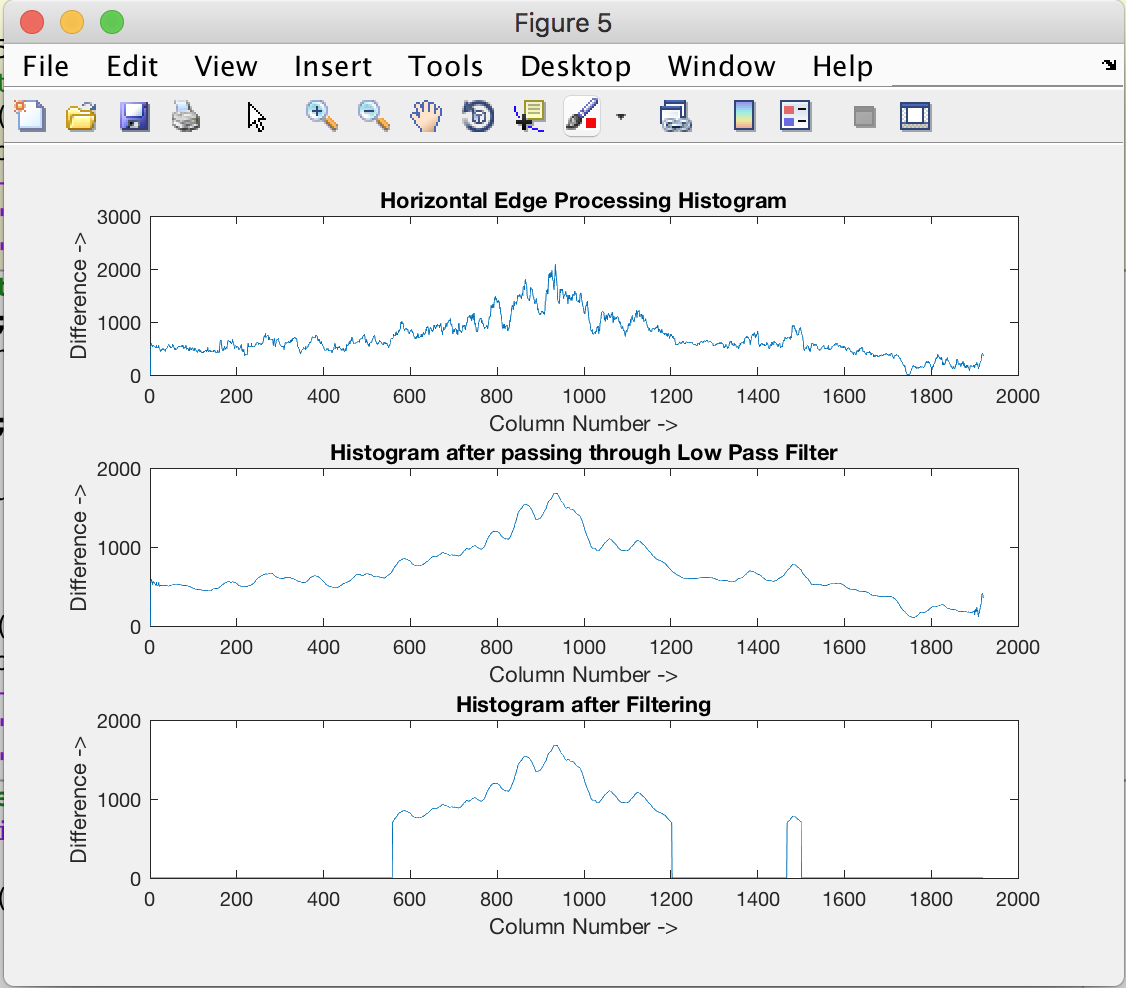 Figure 5
File Edit View Insert Tools Desktop Window Help
Horizontal Edge Processing Histogram
3000
2000
1000
0
Difference ->
0 200 400 600 800 1000 1200 1400 1600 1800 2000
Column Number ->
Histogram after passing through Low Pass Filter
2000
1000
0
Difference ->
0 200 400 600 800 1000 1200 1400 1600 1800 2000
Column Number ->
Histogram after Filtering
2000
1000
0
Difference ->
0 200 400 600 800 1000 1200 1400 1600 1800 2000
Column Number ->